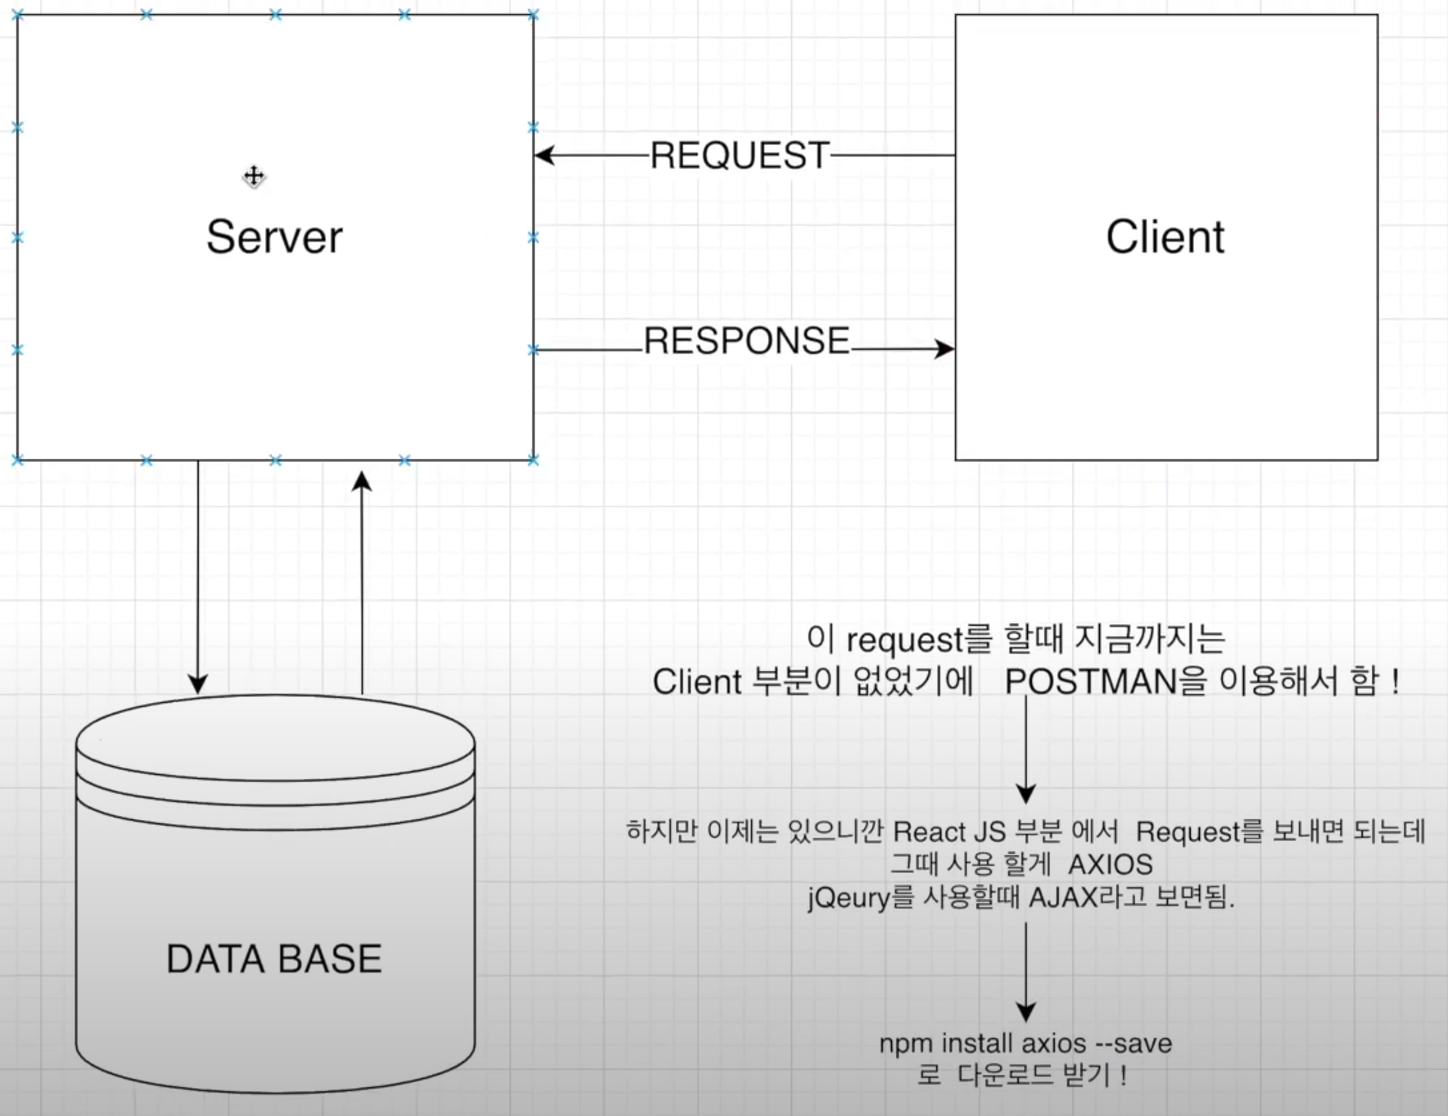 REQUEST
Server
Client
RESPONSE
이 request를 할때 지금까지는
Client 부분이 없었기에 POSTMAN을 이용해서 함 !
하지만 이제는 있으니깐 React JS 부분 에서 Request를 보내면 되는데
그때 사용 할게 AXIOS
jQeury를 사용할때 AJAX라고 보면됨.
DATA BASE
npm install axios --save
로 다운로드 받기 !